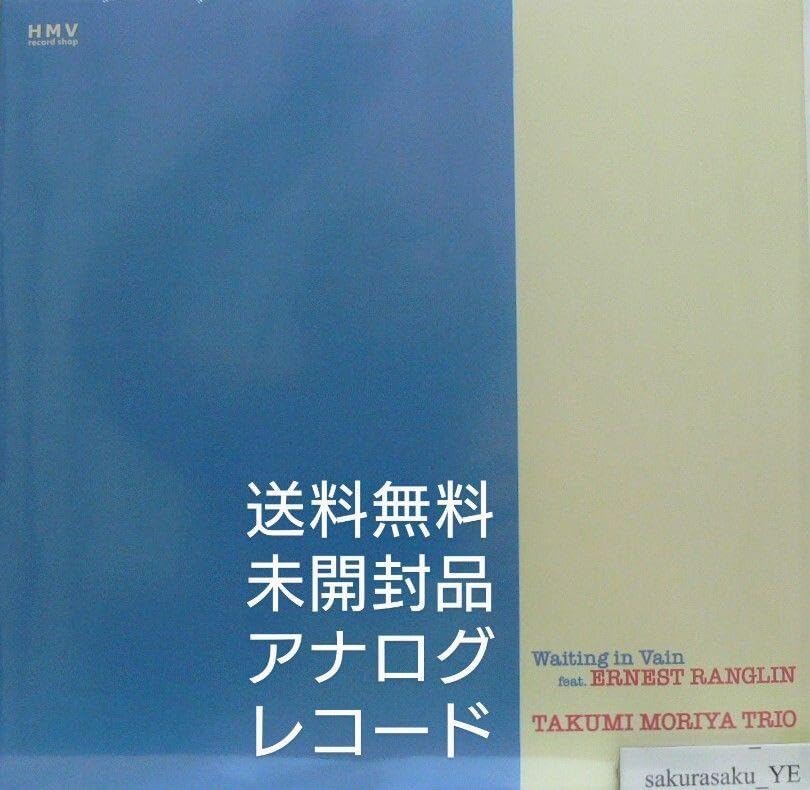 HMV
record shop
送料無料
未開封品
アナログ
レコード
Waiting in Vain
feat. ERNEST RANGLIN
TAKUMI MORIYA TRIO
sakurasaku_YE